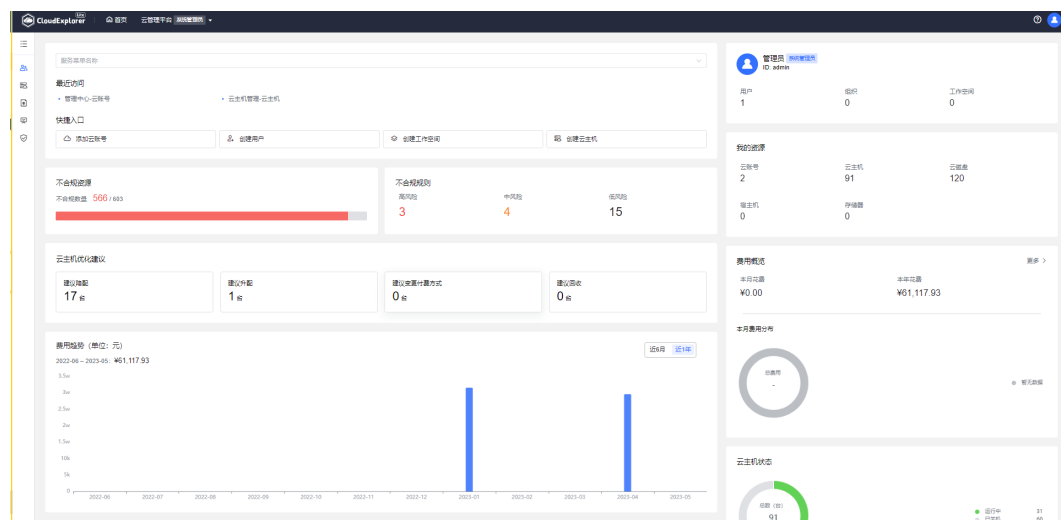 CloudExplorer Lite
首页
云管理平台 系统管理员
服务菜单名称
最近访问
管理中心-云账号
云主机管理-云主机
快捷入口
添加云账号
创建用户
创建工作空间
创建云主机
不合规资源
不合规数量 566 / 683
不合规规则
高风险
中风险
低风险
3
4
15
云主机优化建议
建议降配
建议升配
建议变更付费方式
建议回收
17 台
1 台
0 台
0 台
费用趋势（单位：元）
近6月 近1年
2022-06 ~ 2023-05: ¥61,117.93
3.5w
3w
2.5w
2w
1.5w
10k
5k
0
2022-06 2022-07 2022-08 2022-09 2022-10 2022-11 2022-12 2023-01 2023-02 2023-03 2023-04 2023-05
管理员 系统管理员
ID: admin
用户
组织
工作空间
1
0
0
我的资源
云账号
云主机
云磁盘
2
91
120
宿主机
存储器
0
0
费用概览
更多 >
本月花费
本年花费
¥0.00
¥61,117.93
本月费用分布
总费用
-
暂无数据
云主机状态
总数（台）
91
运行中 31
已关机 60